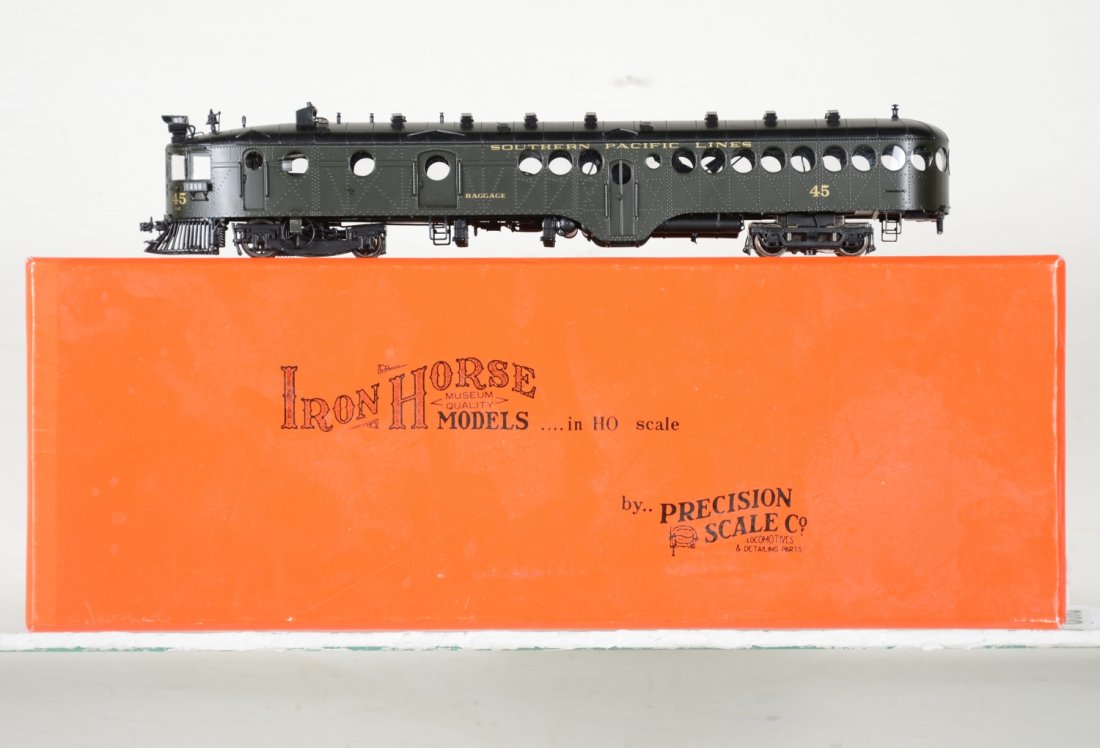 SOUTHERN PACIFIC LINES
45
BAGGAGE
45
IRON HORSE
MUSEUM
QUALITY
MODELS ....in HO scale
by.. PRECISION
SCALE Co.
LOCOMOTIVES
& DETAILING PARTS